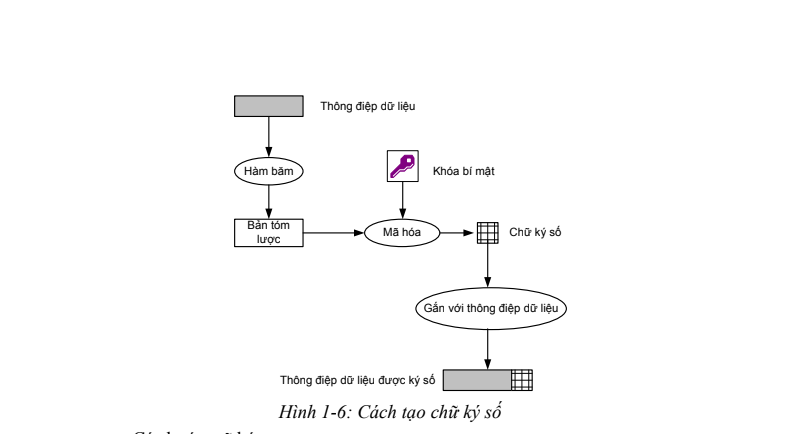 Thông điệp dữ liệu
Hàm băm
Khóa bí mật
Bản tóm
lược
Mã hóa
Chữ ký số
Gắn với thông điệp dữ liệu
Thông điệp dữ liệu được ký số
Hình 1-6: Cách tạo chữ ký số